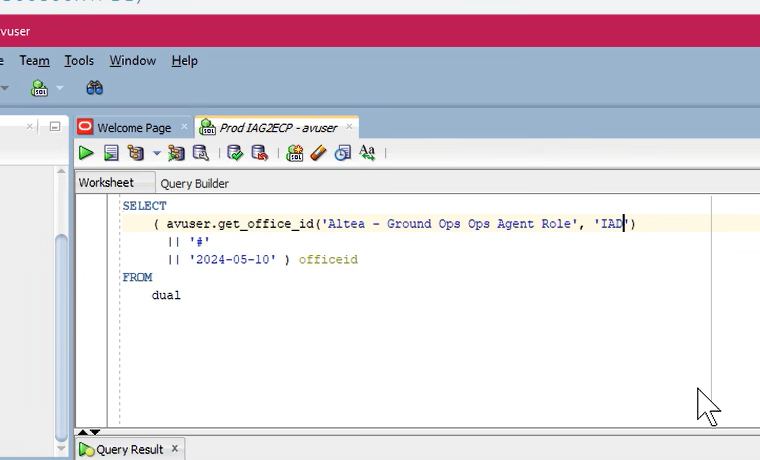 vuser
Team Tools Window Help
Welcome Page Prod IAG2ECP - avuser
Worksheet Query Builder
SELECT
( avuser.get_office_id('Altea - Ground Ops Ops Agent Role', 'IAD')
|| '#'
|| '2024-05-10' ) officeid
FROM
dual
Query Result